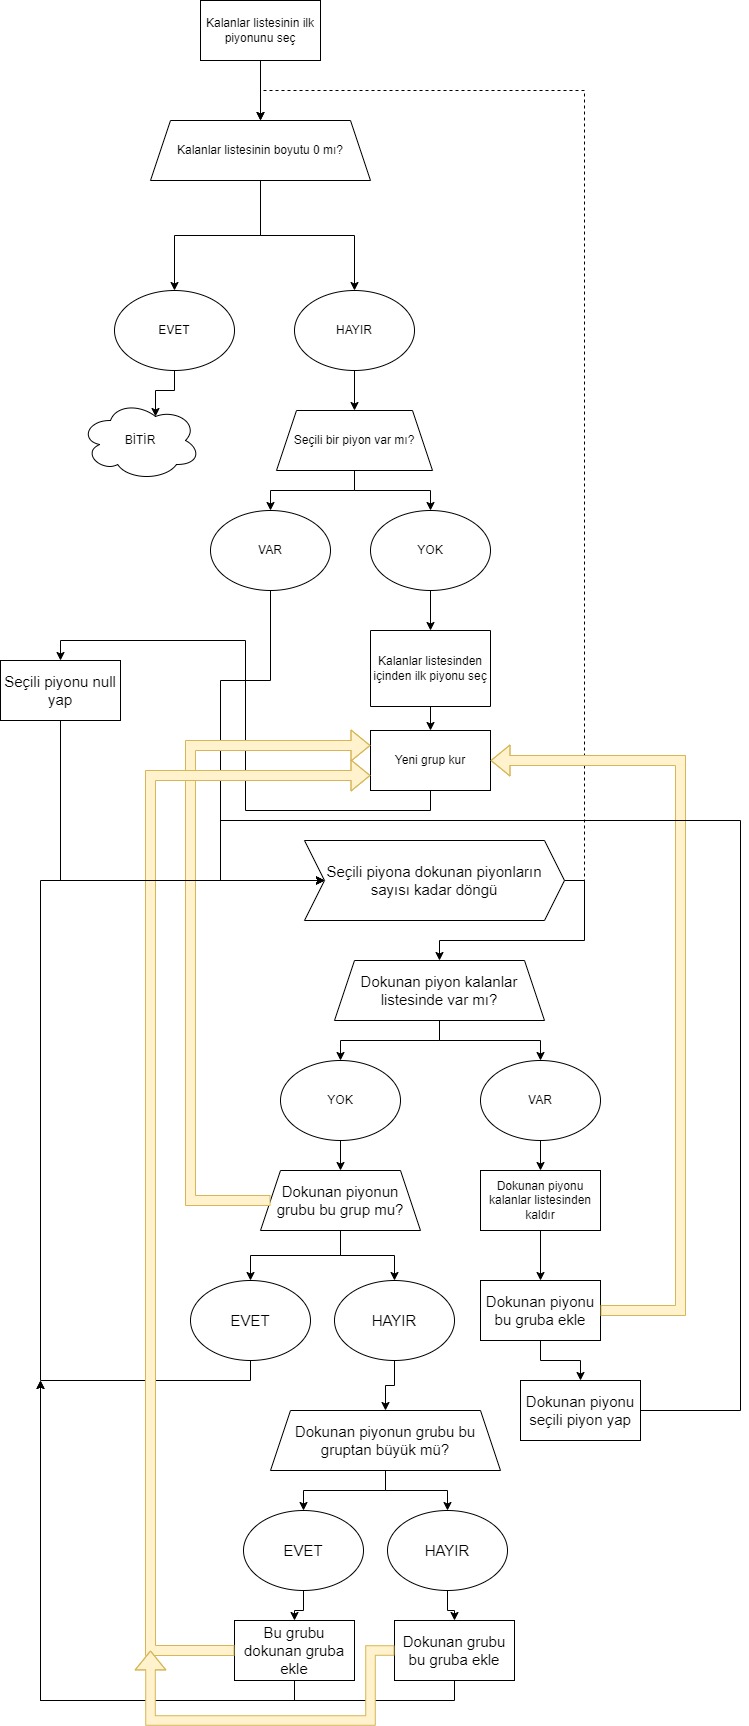 Kalanlar listesinin ilk
piyonunu seç
Kalanlar listesinin boyutu 0 mı?
EVET
HAYIR
BİTİR
Seçili bir piyon var mı?
VAR
YOK
Kalanlar listesinden
içinden ilk piyonu seç
Seçili piyonu null
yap
Yeni grup kur
Seçili piyona dokunan piyonların
sayısı kadar döngü
Dokunan piyon kalanlar
listesinde var mı?
YOK
VAR
Dokunan piyonun
grubu bu grup mu?
Dokunan piyonu
kalanlar listesinden
kaldır
EVET
HAYIR
Dokunan piyonu
bu gruba ekle
Dokunan piyonu
seçili piyon yap
Dokunan piyonun grubu bu
gruptan büyük mü?
EVET
HAYIR
Bu grubu
dokunan gruba
ekle
Dokunan grubu
bu gruba ekle